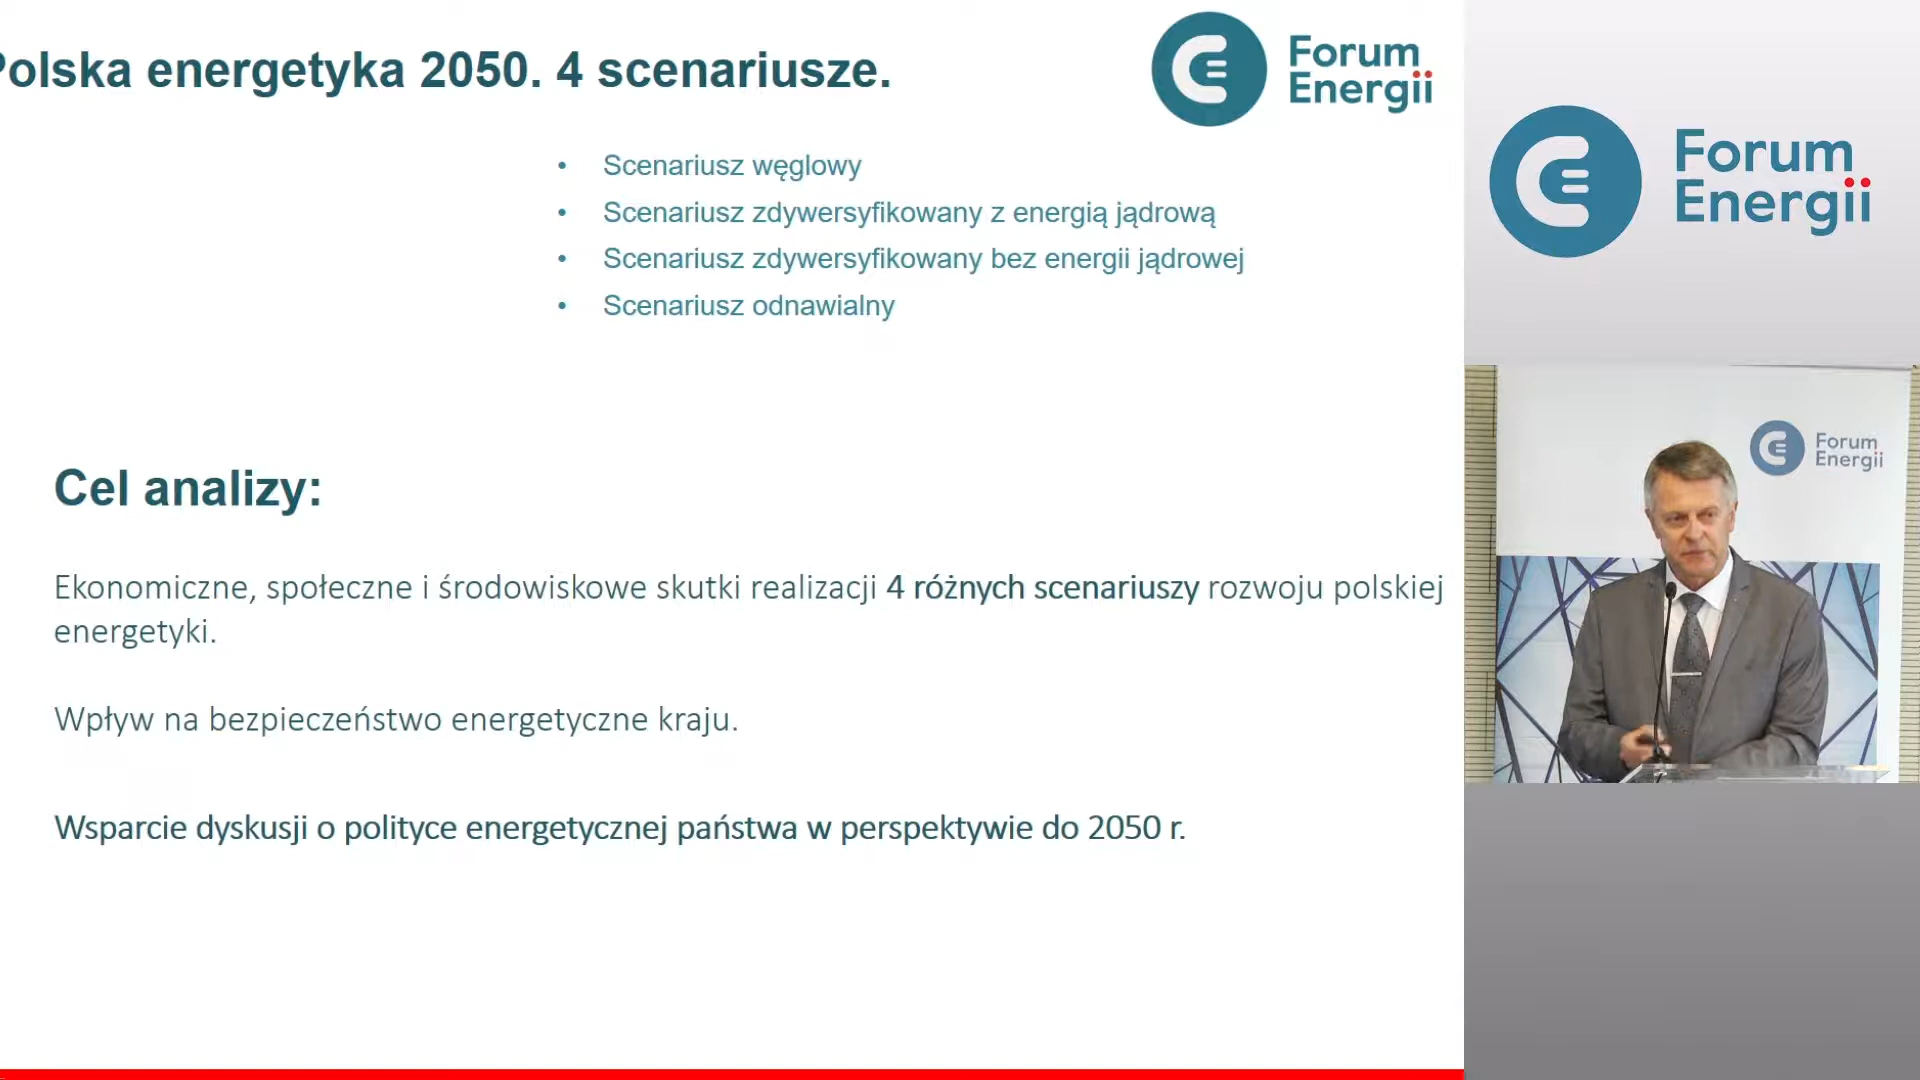 Polska energetyka 2050. 4 scenariusze.
Forum
Energii
• Scenariusz węglowy
• Scenariusz zdywersyfikowany z energią jądrową
• Scenariusz zdywersyfikowany bez energii jądrowej
• Scenariusz odnawialny
Cel analizy:
Ekonomiczne, społeczne i środowiskowe skutki realizacji 4 różnych scenariuszy rozwoju polskiej
energetyki.
Wpływ na bezpieczeństwo energetyczne kraju.
Wsparcie dyskusji o polityce energetycznej państwa w perspektywie do 2050 r.
Forum
Energii
Forum
Energii